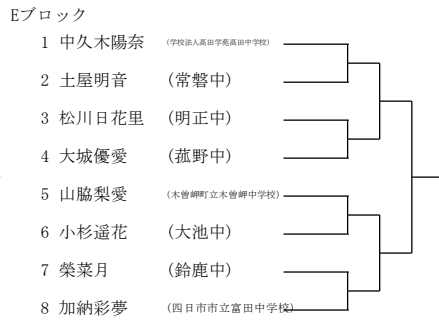 Eブロック
1 中久木陽奈 (学校法人高田学苑高田中学校)
2 土屋明音 (常磐中)
3 松川日花里 (明正中)
4 大城優愛 (菰野中)
5 山脇梨愛 (木曽岬町立木曽岬中学校)
6 小杉遥花 (大池中)
7 榮菜月 (鈴鹿中)
8 加納彩夢 (四日市市立富田中学校)